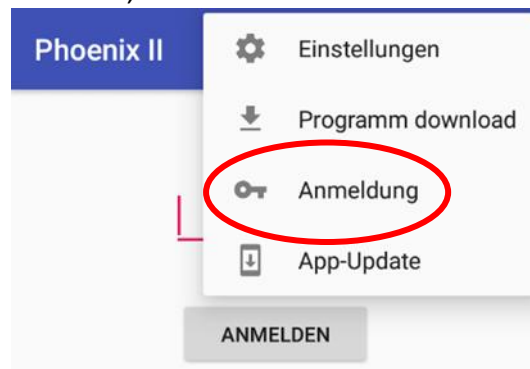 Phoenix II
Einstellungen
Programm download
Anmeldung
App-Update
ANMELDEN